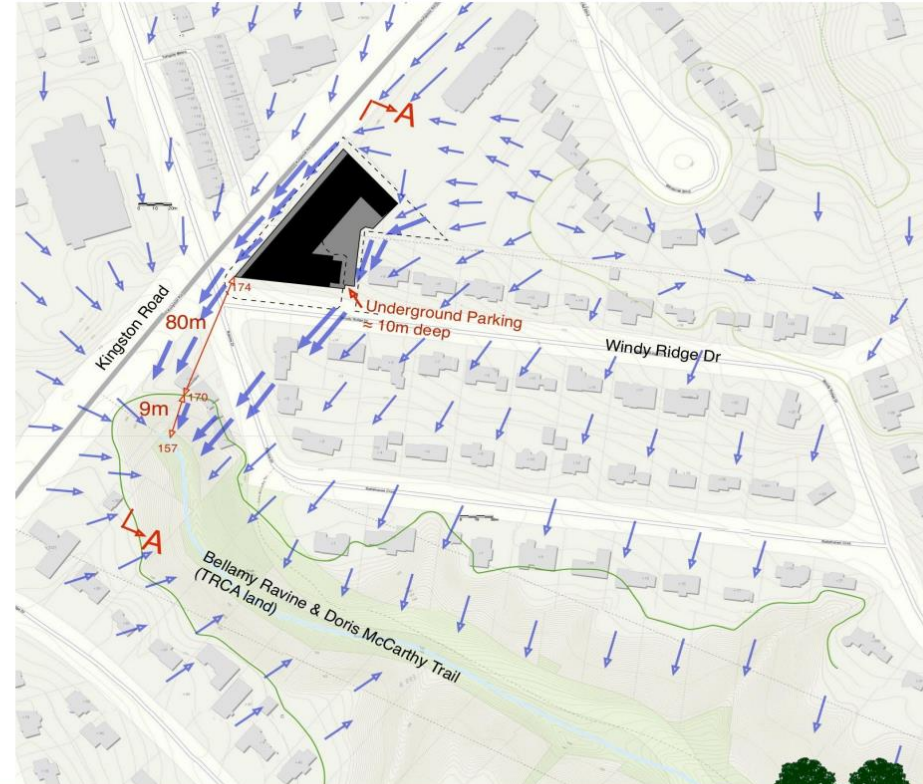 A
174
Underground Parking
≈ 10m deep
80m
Kingston Road
Windy Ridge Dr
170
9m
157
A
Bellamy Ravine & Doris McCarthy Trail
(TRCA land)